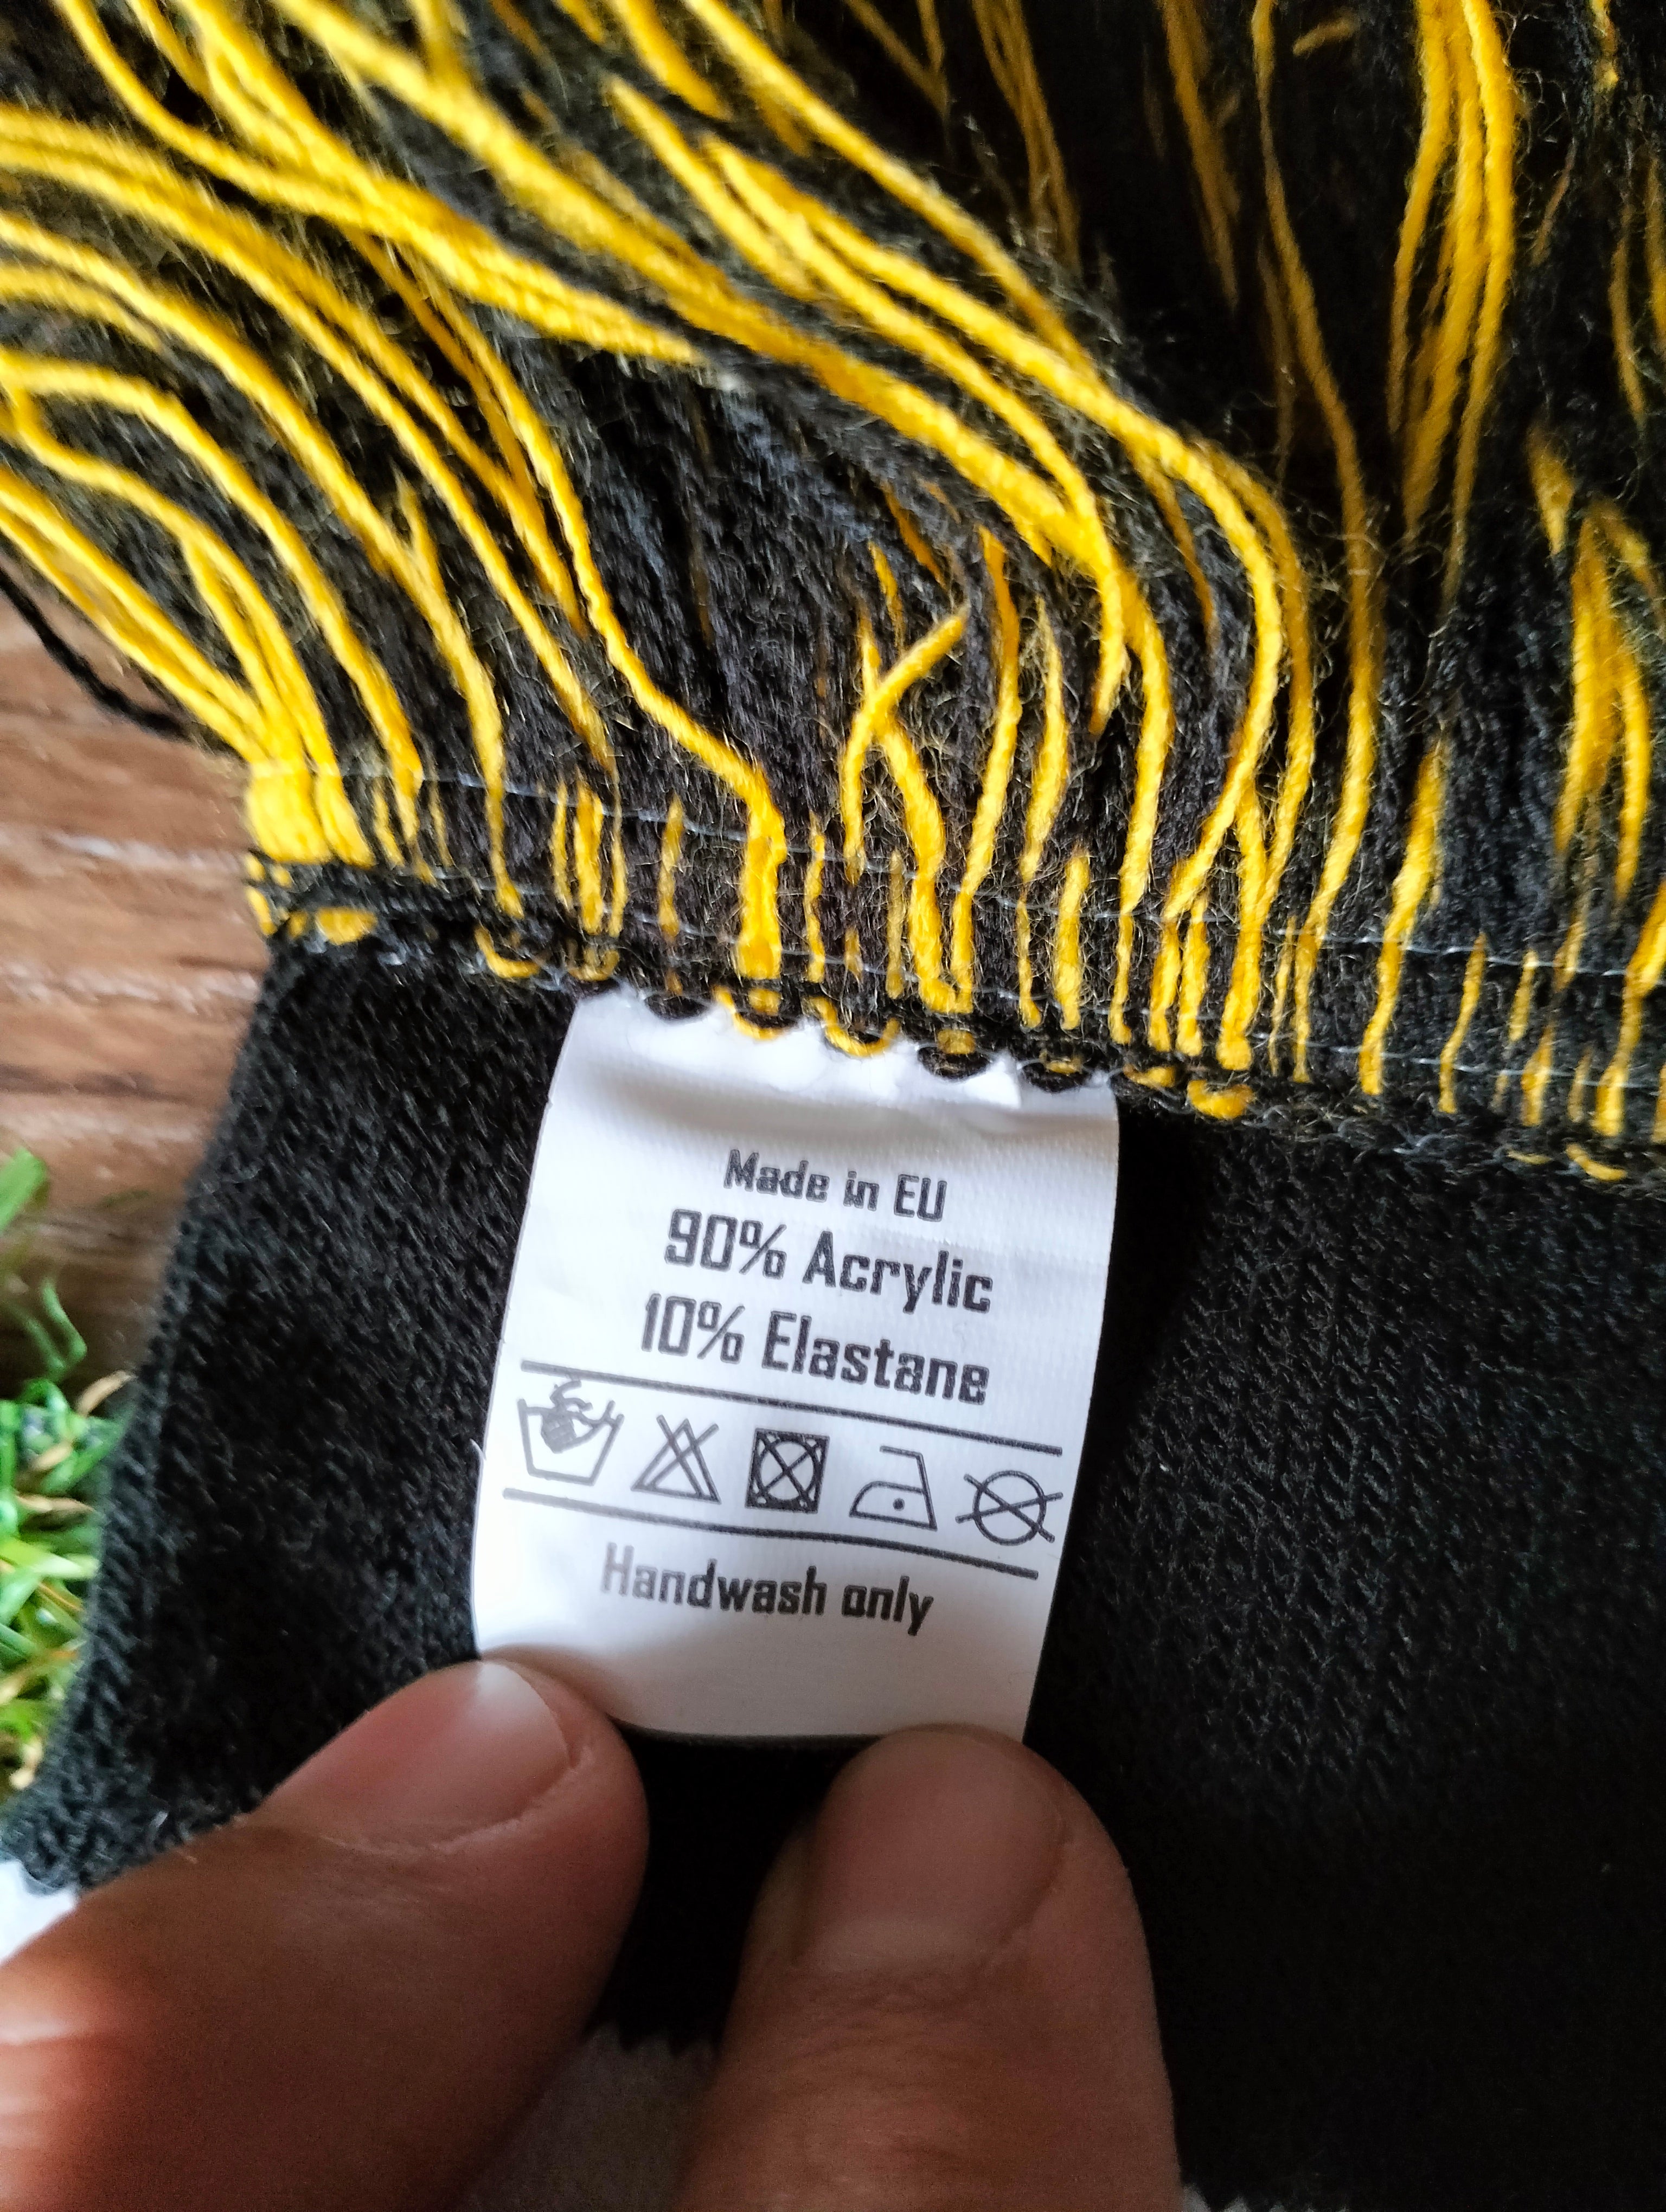 Made in EU
90% Acrylic
10% Elastane
Handwash only